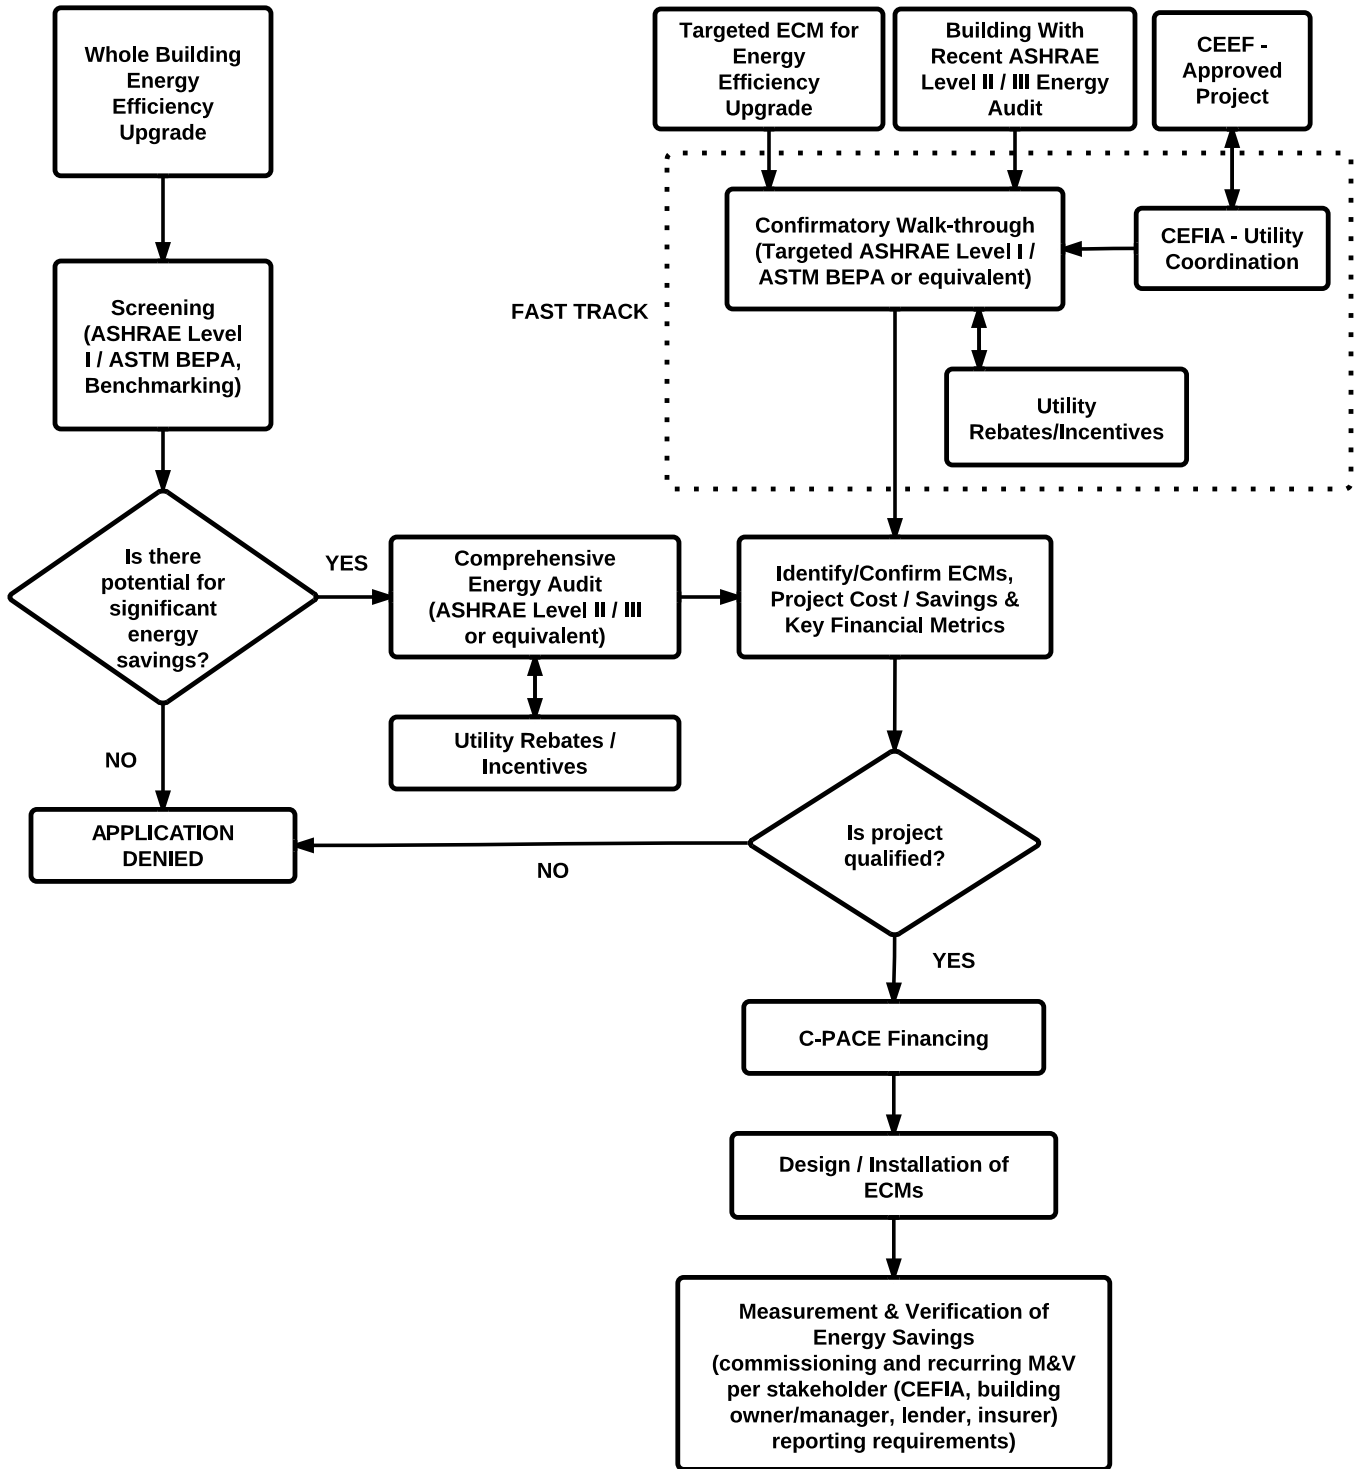 Whole Building
Energy
Efficiency
Upgrade
Targeted ECM for
Energy
Efficiency
Upgrade
Building With
Recent ASHRAE
Level II / III Energy
Audit
CEEF -
Approved
Project
Confirmatory Walk-through
(Targeted ASHRAE Level I /
ASTM BEPA or equivalent)
CEFIA - Utility
Coordination
Screening
(ASHRAE Level
I / ASTM BEPA,
Benchmarking)
FAST TRACK
Utility
Rebates/Incentives
Is there
potential for
significant
energy
savings?
YES
Comprehensive
Energy Audit
(ASHRAE Level II / III
or equivalent)
Identify/Confirm ECMs,
Project Cost / Savings &
Key Financial Metrics
NO
Utility Rebates /
Incentives
APPLICATION
DENIED
NO
Is project
qualified?
YES
C-PACE Financing
Design / Installation of
ECMs
Measurement & Verification of
Energy Savings
(commissioning and recurring M&V
per stakeholder (CEFIA, building
owner/manager, lender, insurer)
reporting requirements)